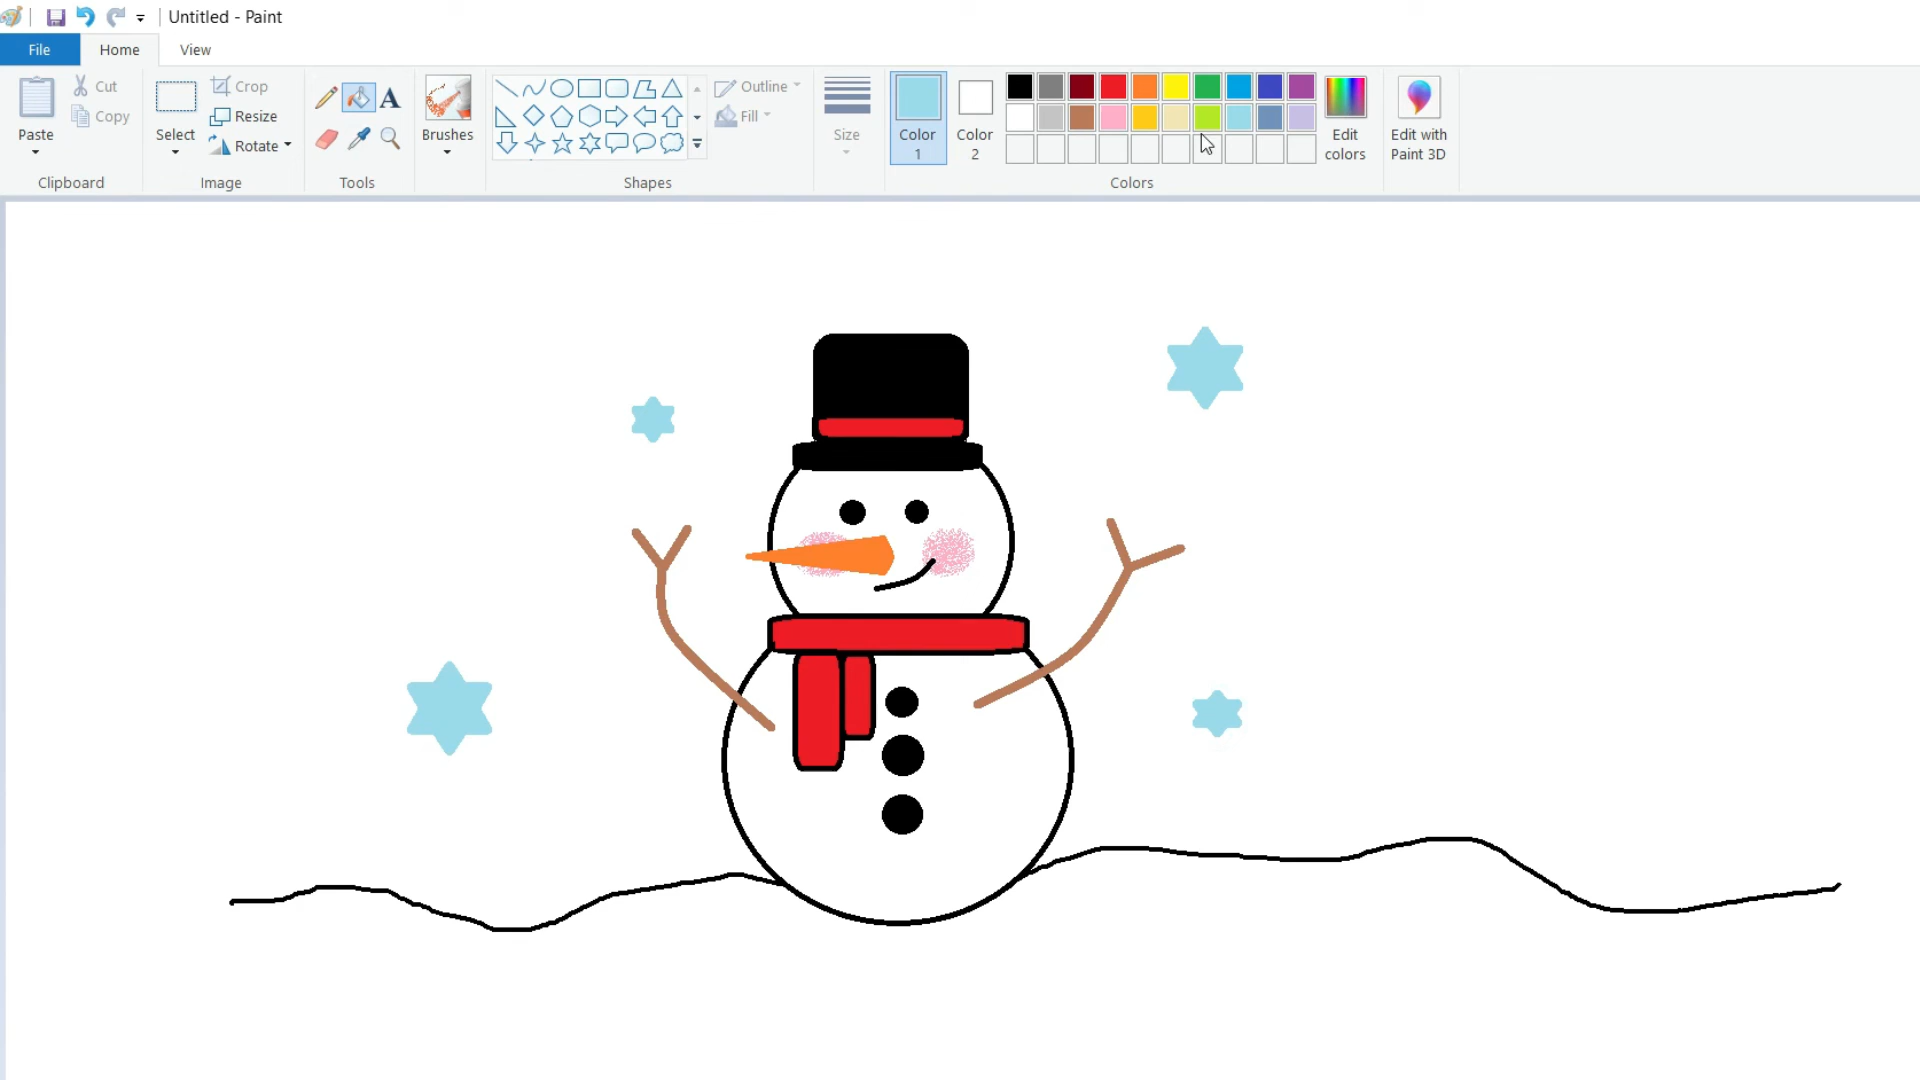 Untitled - Paint
File Home View
Paste
Cut
Copy
Clipboard
Select
Crop
Resize
Rotate
Image
A
Tools
Brushes
Outline
Fill
Shapes
Size
Color 1
Color 2
Colors
Edit colors
Edit with Paint 3D